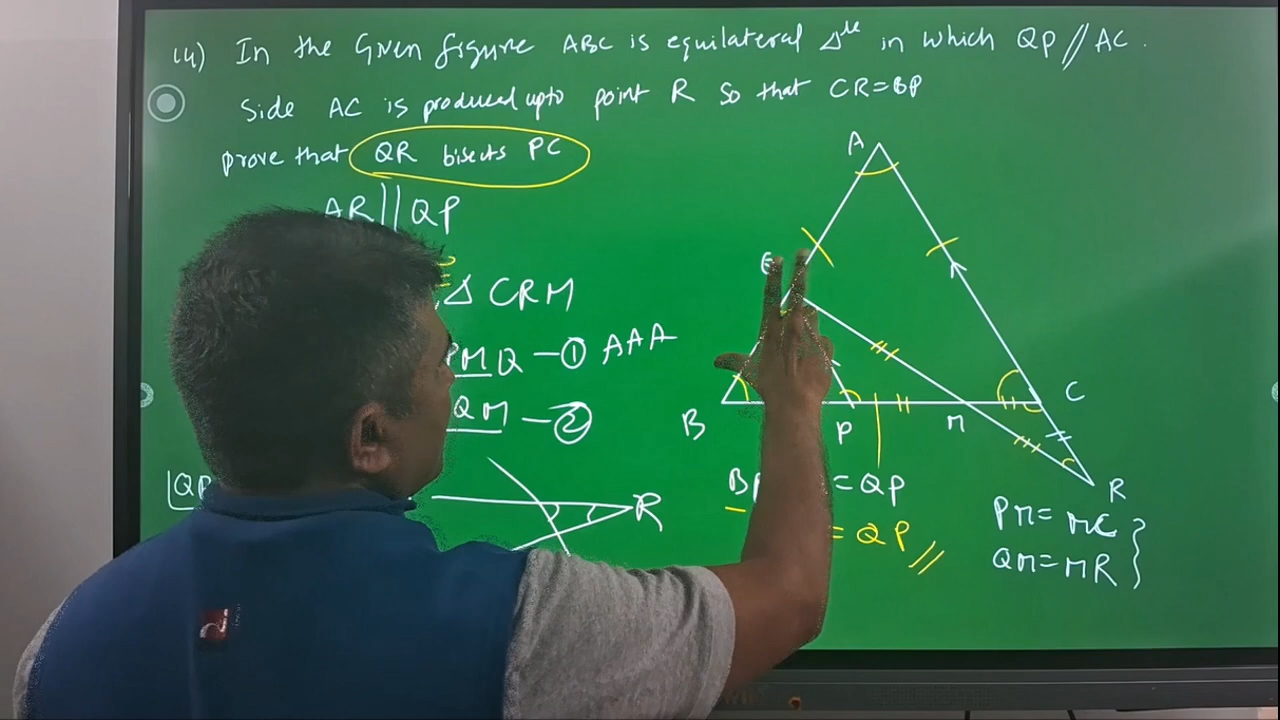 14) In the Given figure ABC is equilateral Δle in which QP // AC.
Side AC is produced upto point R so that CR=BP
prove that QR bisects PC
AR || QP
Δ CRM
PMQ - ① AAA
QM - ②
QP
R
A
B
P
M
C
R
= QP
= QP //
PM = MC
QM = MR